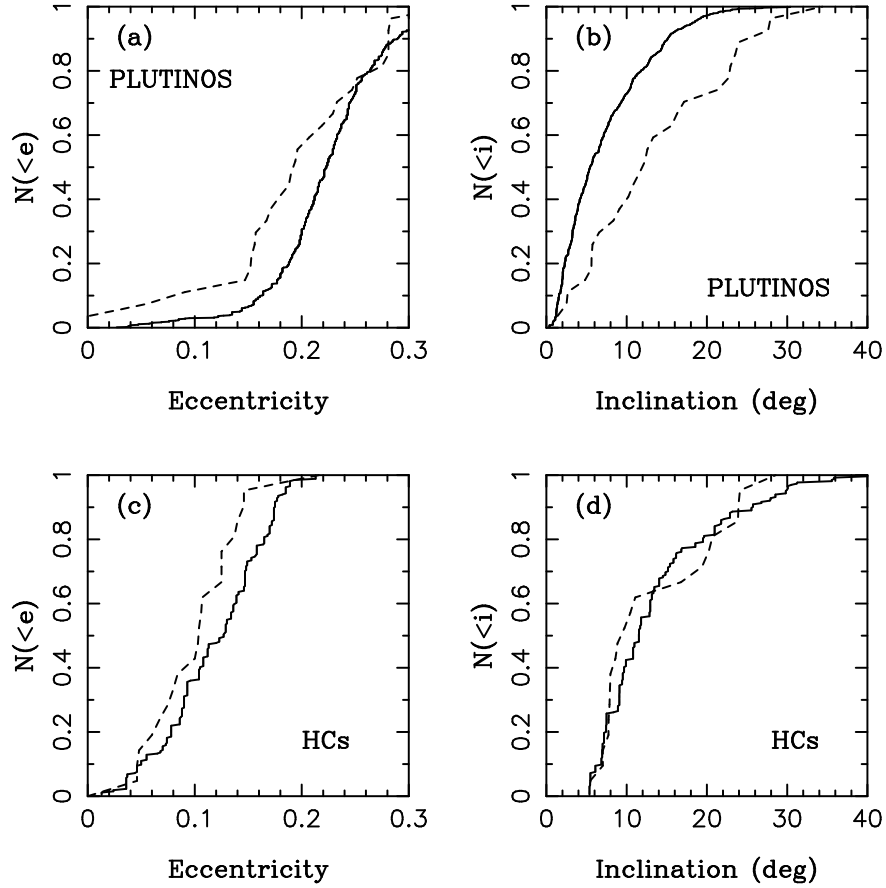 (a)
PLUTINOS
N(<e)
0 0.2 0.4 0.6 0.8 1
0 0.1 0.2 0.3
Eccentricity
(b)
PLUTINOS
N(<i)
0 0.2 0.4 0.6 0.8 1
0 10 20 30 40
Inclination (deg)
(c)
HCs
N(<e)
0 0.2 0.4 0.6 0.8 1
0 0.1 0.2 0.3
Eccentricity
(d)
HCs
N(<i)
0 0.2 0.4 0.6 0.8 1
0 10 20 30 40
Inclination (deg)